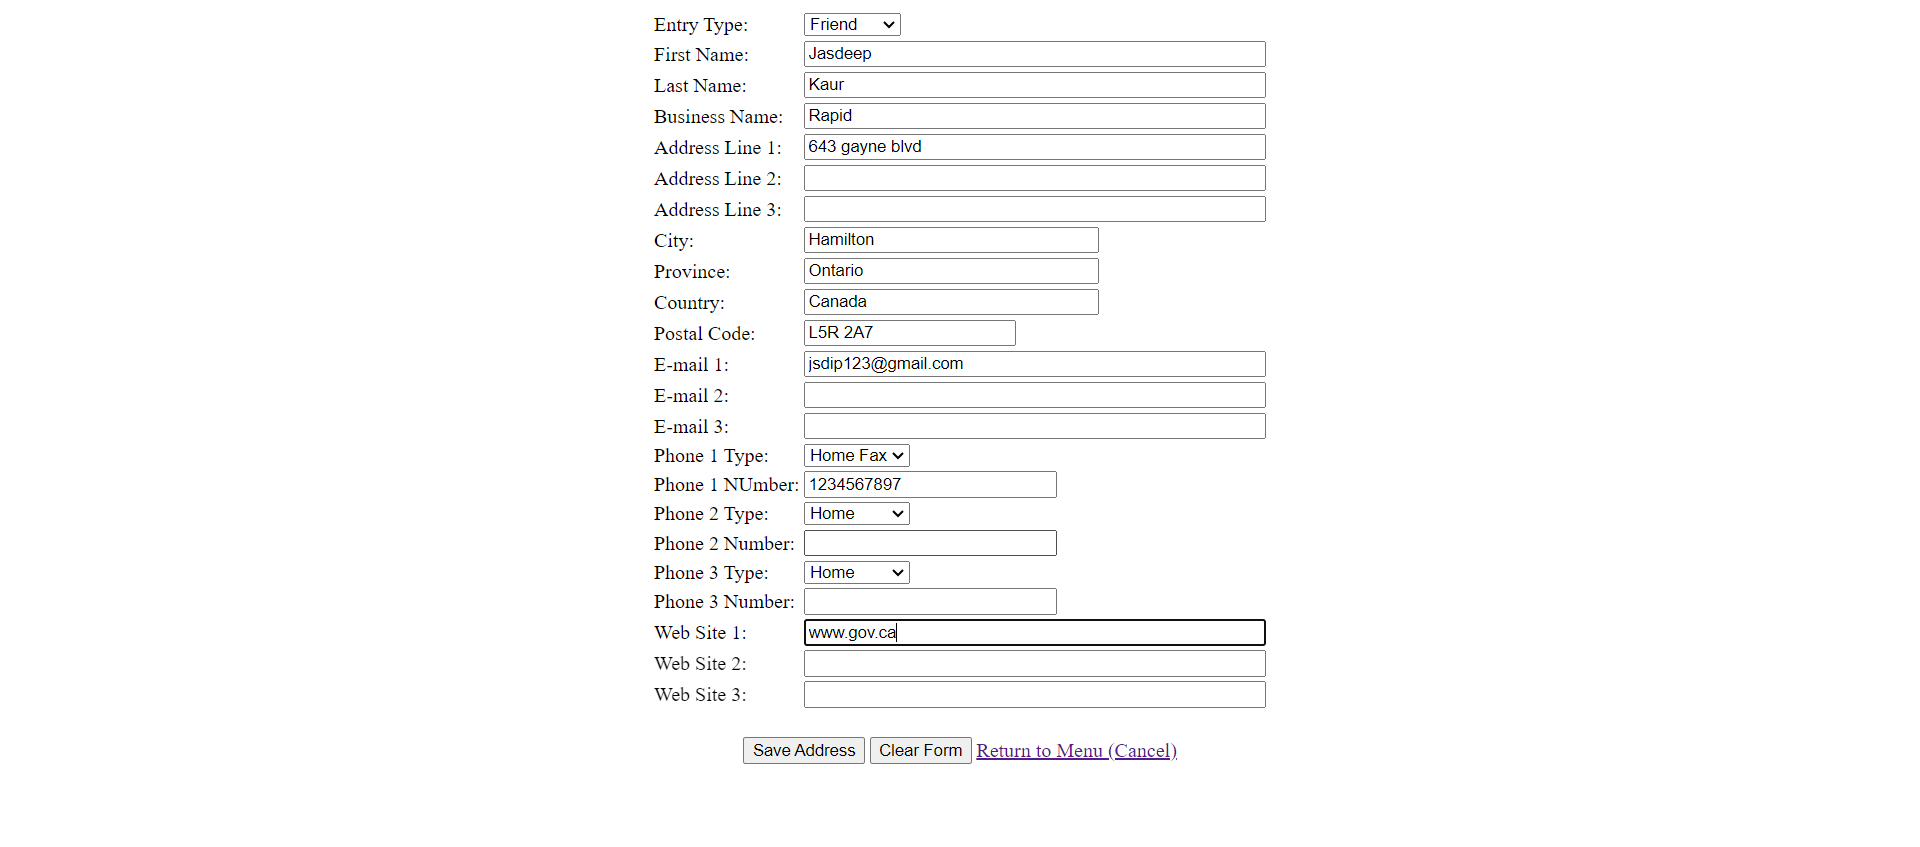 Entry Type: Friend
First Name: Jasdeep
Last Name: Kaur
Business Name: Rapid
Address Line 1: 643 gayne blvd
Address Line 2:
Address Line 3:
City: Hamilton
Province: Ontario
Country: Canada
Postal Code: L5R 2A7
E-mail 1: jsdip123@gmail.com
E-mail 2:
E-mail 3:
Phone 1 Type: Home Fax
Phone 1 NUmber: 1234567897
Phone 2 Type: Home
Phone 2 Number:
Phone 3 Type: Home
Phone 3 Number:
Web Site 1: www.gov.ca
Web Site 2:
Web Site 3:
Save Address Clear Form Return to Menu (Cancel)